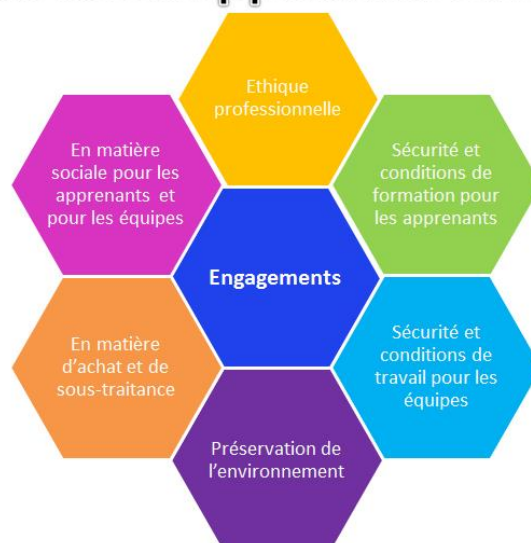 Ethique
professionnelle
En matière
sociale pour les
apprenants et
pour les équipes
Sécurité et
conditions de
formation pour
les apprenants
Engagements
En matière
d'achat et de
sous-traitance
Sécurité et
conditions de
travail pour les
équipes
Préservation de
l'environnement